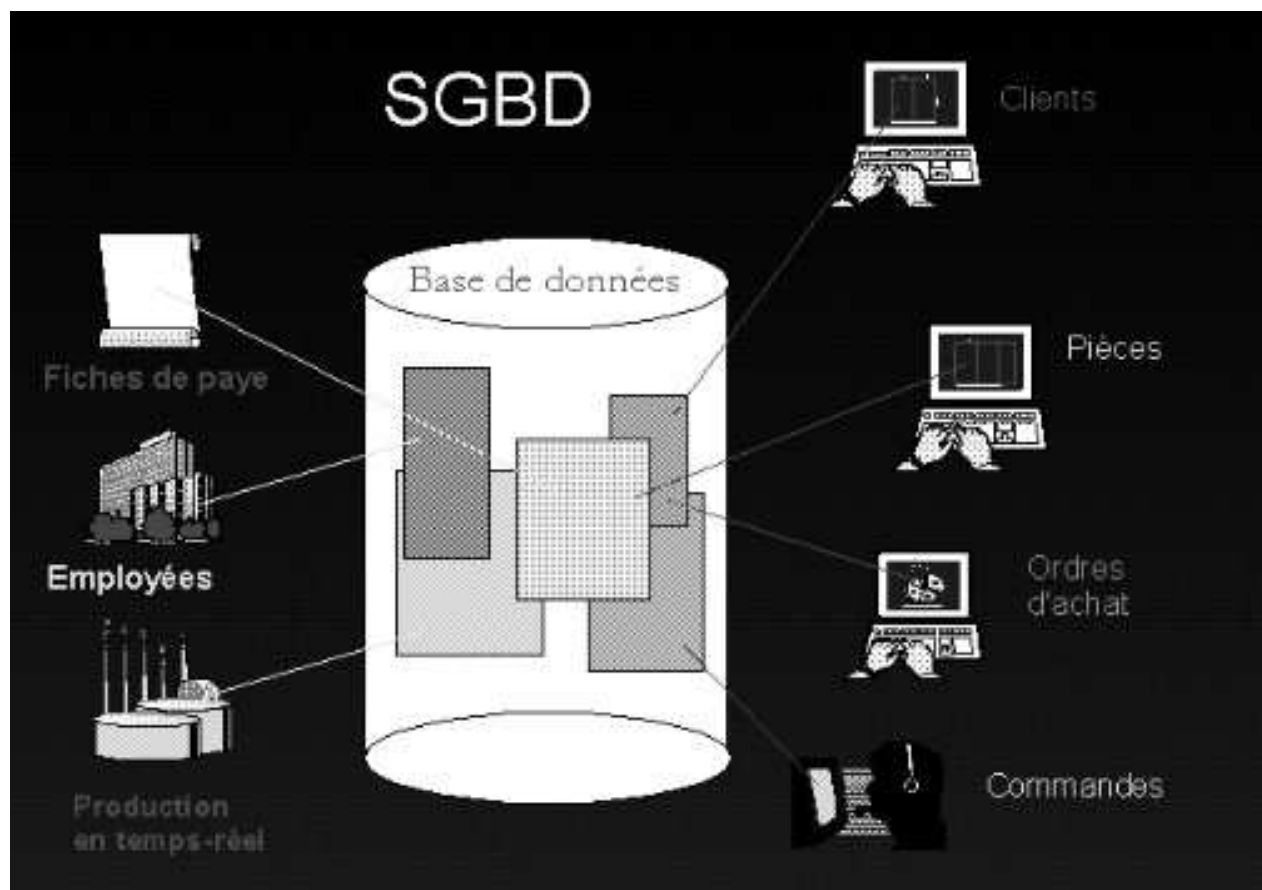 SGBD
Clients
Base de données
Pièces
Fiches de paye
Employées
Ordres
d'achat
Commandes
Production
en temps-réel